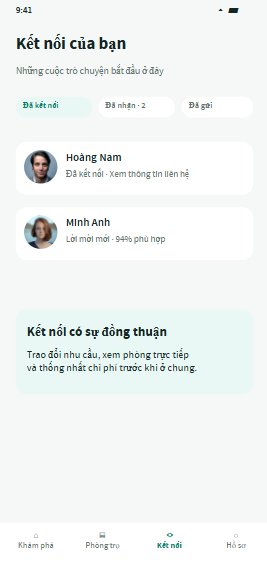 9:41
Kết nối của bạn
Những cuộc trò chuyện bắt đầu ở đây
Đã kết nối
Đã nhận · 2
Đã gửi
Hoàng Nam
Đã kết nối · Xem thông tin liên hệ
Minh Anh
Lời mời mới · 94% phù hợp
Kết nối có sự đồng thuận
Trao đổi nhu cầu, xem phòng trực tiếp
và thống nhất chi phí trước khi ở chung.
Khám phá
Phòng trọ
Kết nối
Hồ sơ